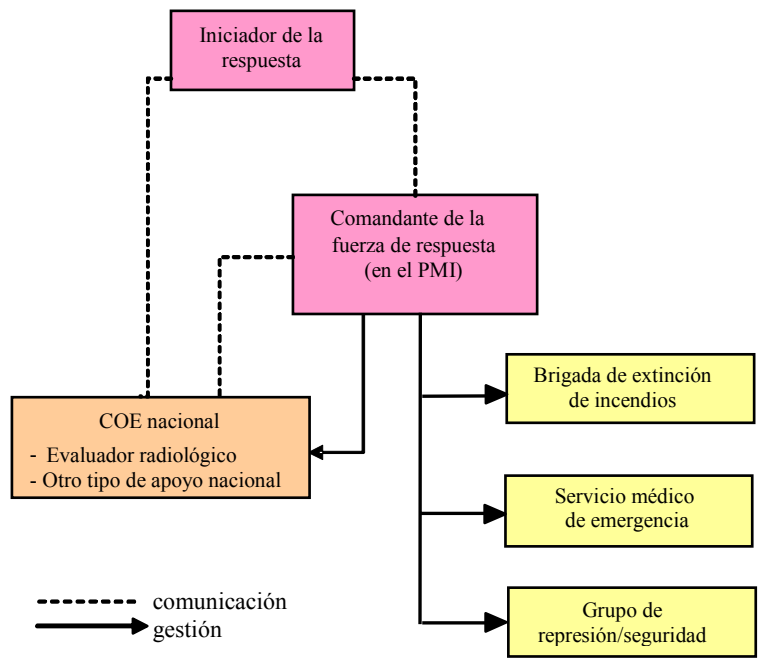 Iniciador de la
respuesta
Comandante de la
fuerza de respuesta
(en el PMI)
COE nacional
- Evaluador radiológico
- Otro tipo de apoyo nacional
Brigada de extinción
de incendios
Servicio médico
de emergencia
Grupo de
represión/seguridad
comunicación
gestión